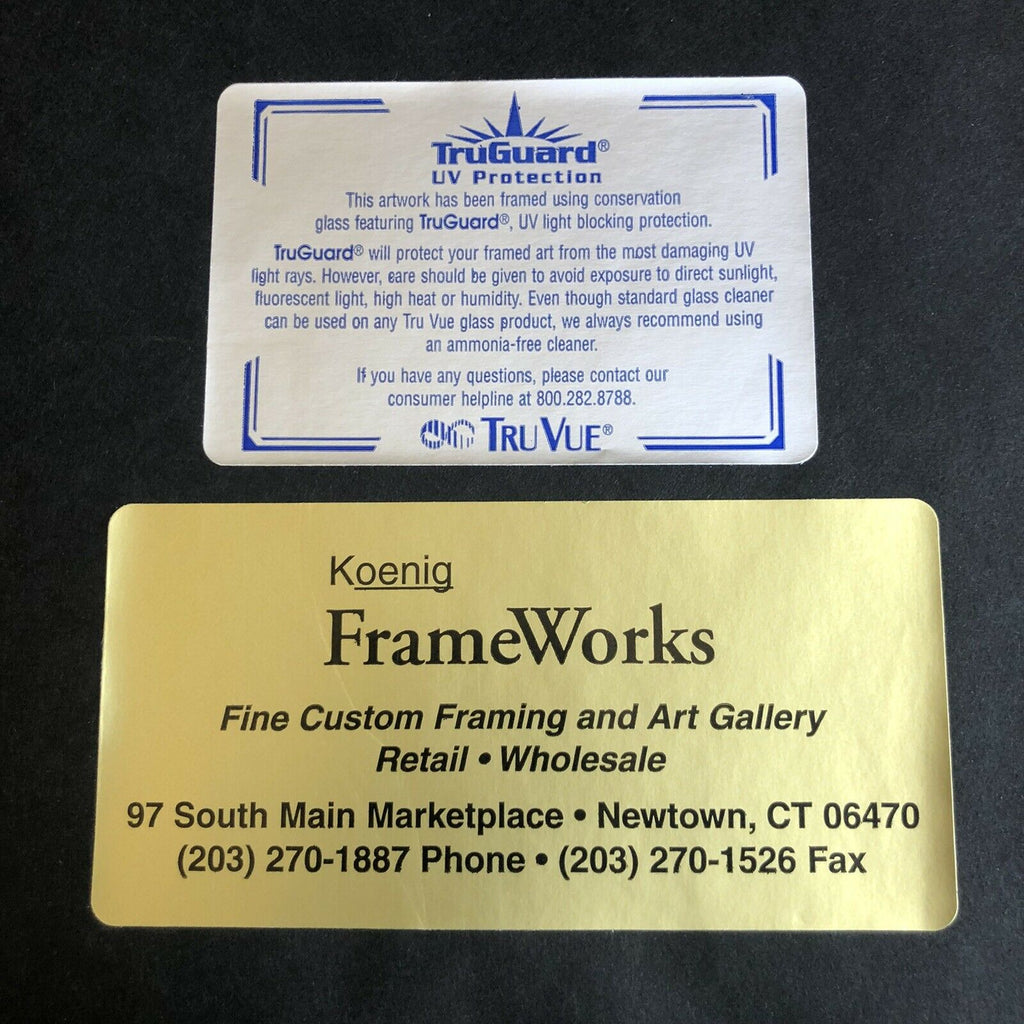 TruGuard®
UV Protection
This artwork has been framed using conservation
glass featuring TruGuard®, UV light blocking protection.
TruGuard® will protect your framed art from the most damaging UV
light rays. However, care should be given to avoid exposure to direct sunlight,
fluorescent light, high heat or humidity. Even though standard glass cleaner
can be used on any Tru Vue glass product, we always recommend using
an ammonia-free cleaner.
If you have any questions, please contact our
consumer helpline at 800.282.8788.
TRU VUE®
Koenig
FrameWorks
Fine Custom Framing and Art Gallery
Retail • Wholesale
97 South Main Marketplace • Newtown, CT 06470
(203) 270-1887 Phone • (203) 270-1526 Fax